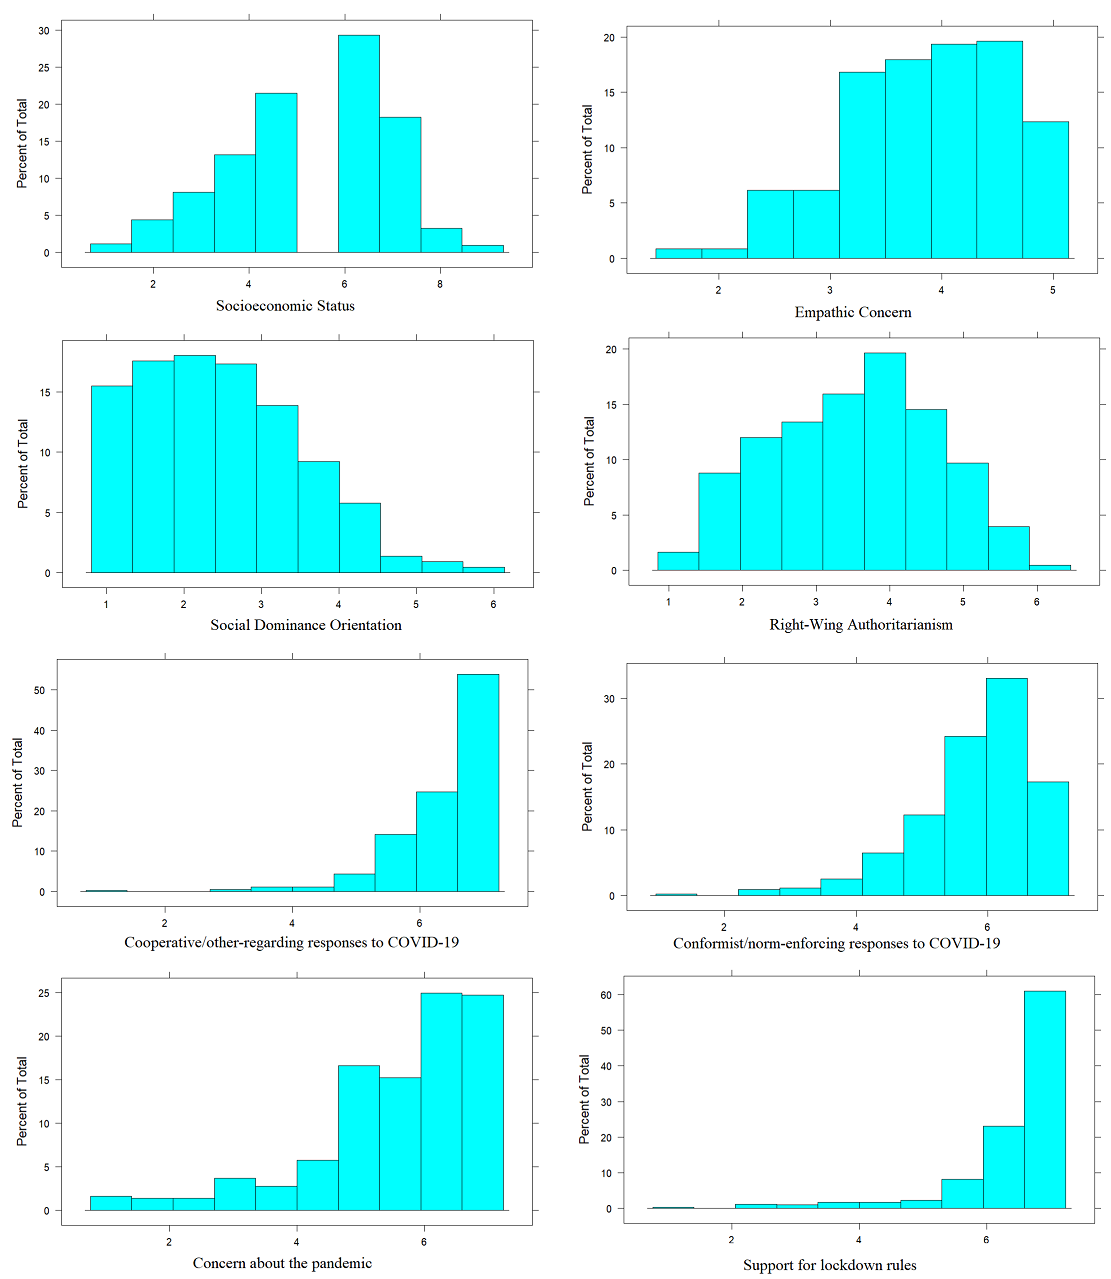 Percent of Total
30
25
20
15
10
5
0
2 4 6 8
Socioeconomic Status
Percent of Total
20
15
10
5
0
2 3 4 5
Empathic Concern
Percent of Total
15
10
5
0
1 2 3 4 5 6
Social Dominance Orientation
Percent of Total
20
15
10
5
0
1 2 3 4 5 6
Right-Wing Authoritarianism
Percent of Total
50
40
30
20
10
0
2 4 6
Cooperative/other-regarding responses to COVID-19
Percent of Total
30
20
10
0
2 4 6
Conformist/norm-enforcing responses to COVID-19
Percent of Total
25
20
15
10
5
0
2 4 6
Concern about the pandemic
Percent of Total
60
50
40
30
20
10
0
2 4 6
Support for lockdown rules